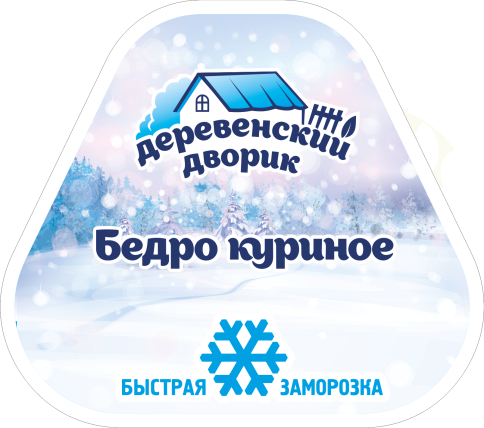 деревенский
дворик
Бедро куриное
БЫСТРАЯ ЗАМОРОЗКА